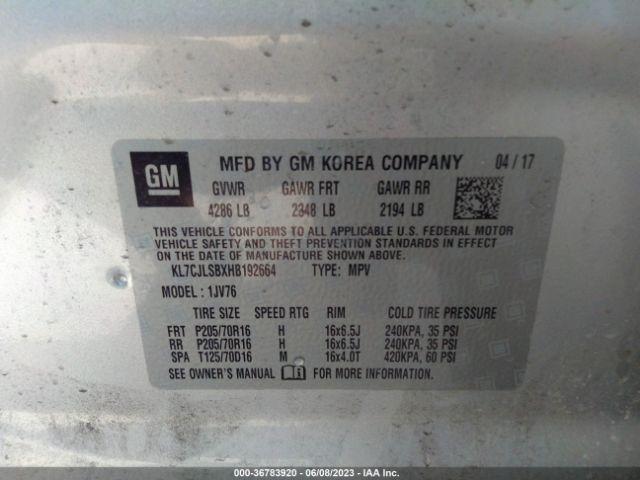 GM
MFD BY GM KOREA COMPANY 04/17
GVWR GAWR FRT GAWR RR
4286 LB 2348 LB 2194 LB
THIS VEHICLE CONFORMS TO ALL APPLICABLE U.S. FEDERAL MOTOR
VEHICLE SAFETY AND THEFT PREVENTION STANDARDS IN EFFECT
ON THE DATE OF MANUFACTURE SHOWN ABOVE.
KL7CJLSBXHB192664 TYPE: MPV
MODEL: 1JV76
TIRE SIZE SPEED RTG RIM COLD TIRE PRESSURE
FRT P205/70R16 H 16x6.5J 240KPA, 35 PSI
RR P205/70R16 H 16x6.5J 240KPA, 35 PSI
SPA T125/70D16 M 16x4.0T 420KPA, 60 PSI
SEE OWNER'S MANUAL FOR MORE INFORMATION.
000-36783920 | 06/08/2023 - IAA Inc.